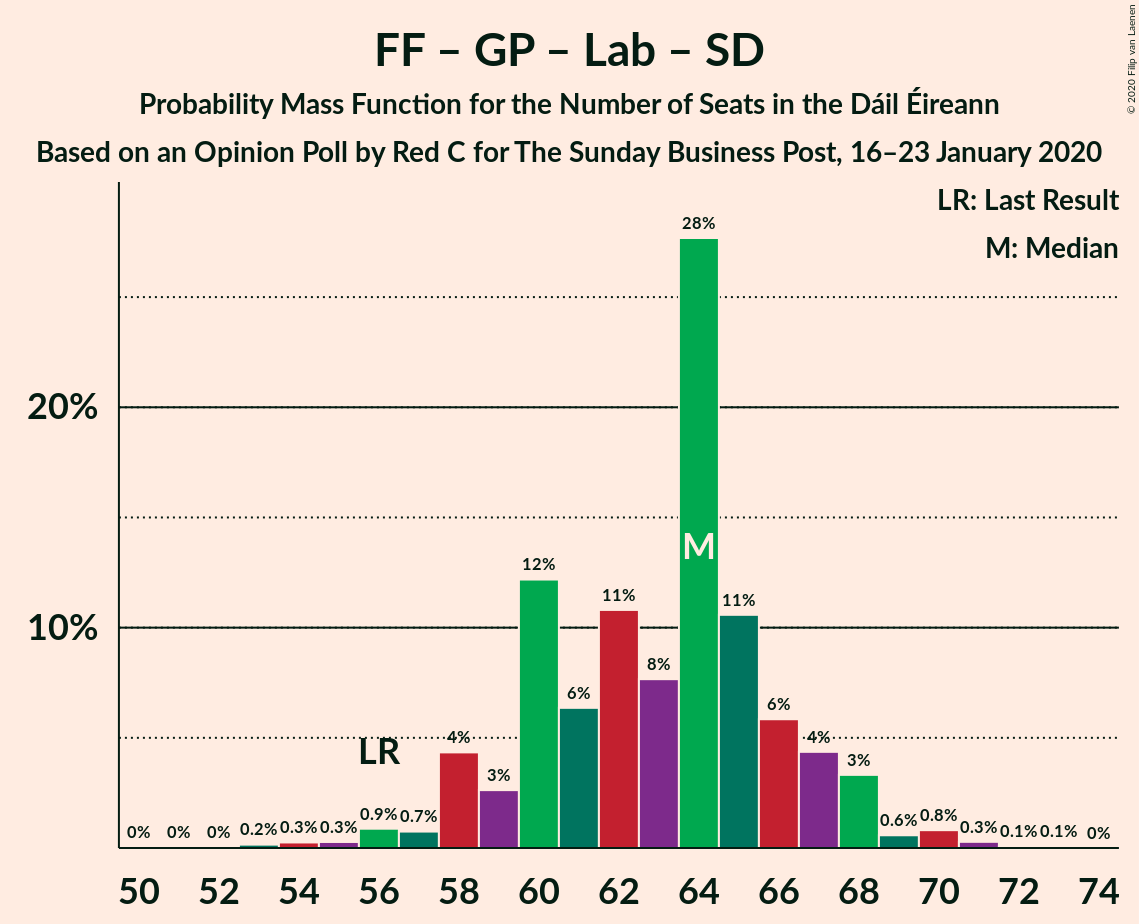 FF – GP – Lab – SD
Probability Mass Function for the Number of Seats in the Dáil Éireann
Based on an Opinion Poll by Red C for The Sunday Business Post, 16–23 January 2020
© 2020 Filip van Laenen
LR: Last Result
M: Median
28%
20%
12%
11%
11%
10%
8%
6%
6%
4%
4%
3%
3%
0% 0% 0% 0.2% 0.3% 0.3% 0.9% 0.7%
0.6% 0.8% 0.3% 0.1% 0.1% 0%
LR
M
50 52 54 56 58 60 62 64 66 68 70 72 74